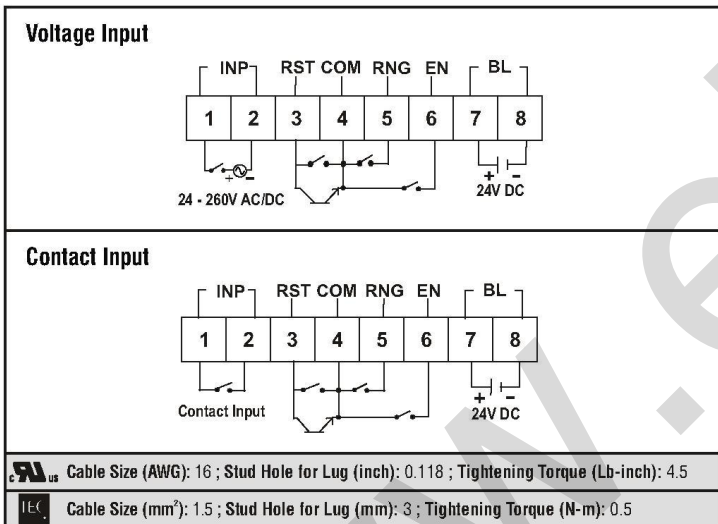 Voltage Input
INP RST COM RNG EN BL
1 2 3 4 5 6 7 8
+ − + −
24 - 260V AC/DC 24V DC
Contact Input
INP RST COM RNG EN BL
1 2 3 4 5 6 7 8
+ −
Contact Input 24V DC
c UL us Cable Size (AWG): 16 ; Stud Hole for Lug (inch): 0.118 ; Tightening Torque (Lb-inch): 4.5
IEC Cable Size (mm²): 1.5 ; Stud Hole for Lug (mm): 3 ; Tightening Torque (N-m): 0.5